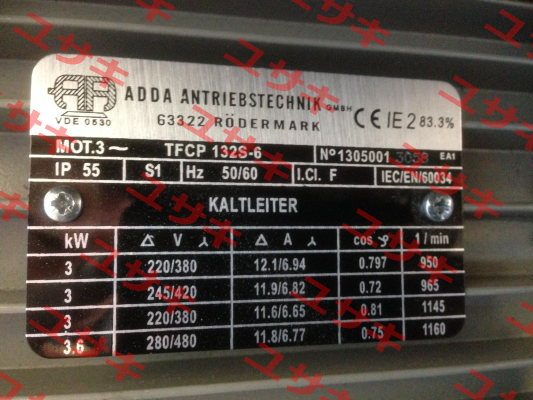 ADDA ANTRIEBSTECHNIK GMBH
VDE 0530
63322 RÖDERMARK
CE IE2 83.3%
MOT.3~ TFCP 132S-6 Nº1305001 3058 EA1
IP 55 S1 Hz 50/60 I.Cl. F IEC/EN/60034
KALTLEITER
kW △ V ⅄ △ A ⅄ cos φ 1/min
3 220/380 12.1/6.94 0.797 950
3 245/420 11.9/6.82 0.72 965
3 220/380 11.6/6.65 0.81 1145
3.6 280/480 11.8/6.77 0.75 1160
ユサキ